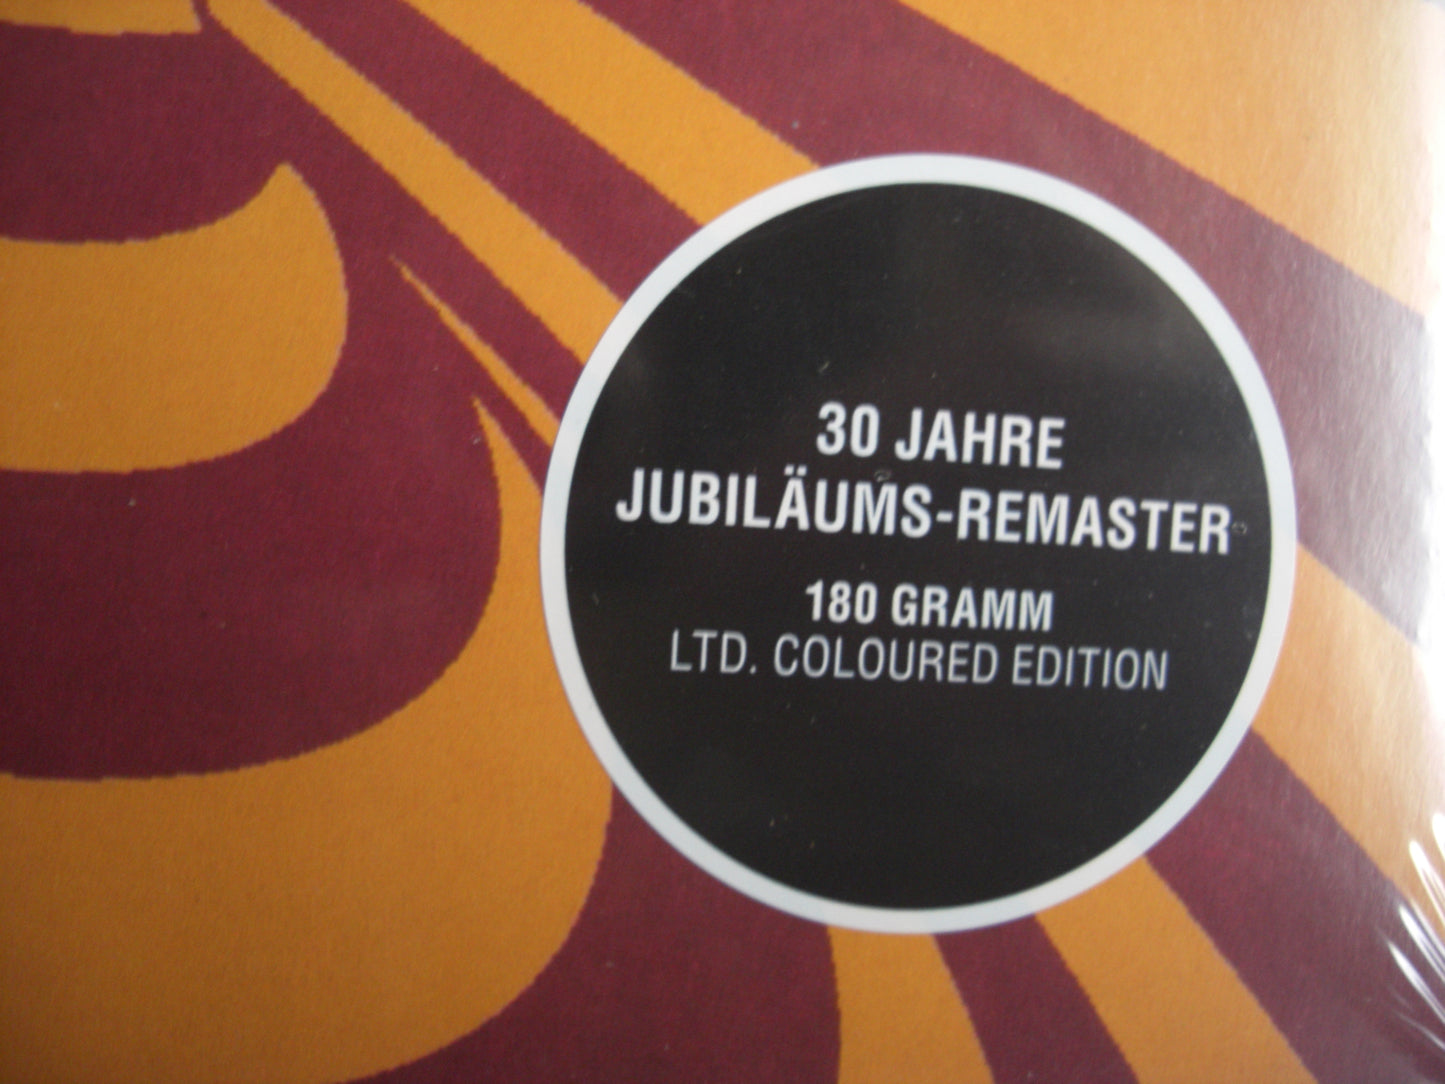 30 JAHRE
JUBILÄUMS-REMASTER
180 GRAMM
LTD. COLOURED EDITION